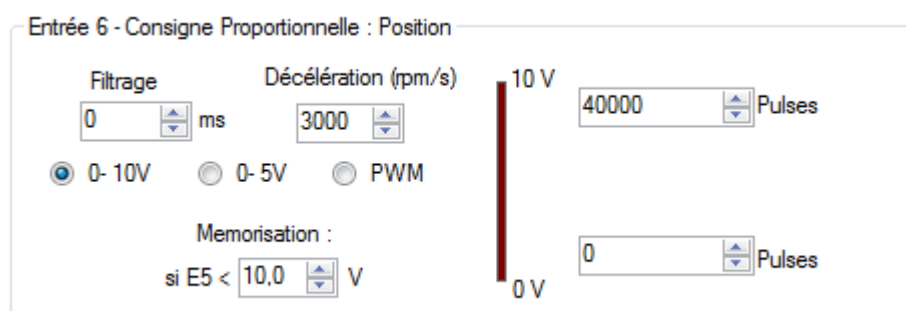 Entrée 6 - Consigne Proportionnelle : Position
Filtrage
Décélération (rpm/s)
10 V
0 ms
3000
40000 Pulses
0- 10V
0- 5V
PWM
Memorisation :
si E5 < 10,0 V
0 Pulses
0 V